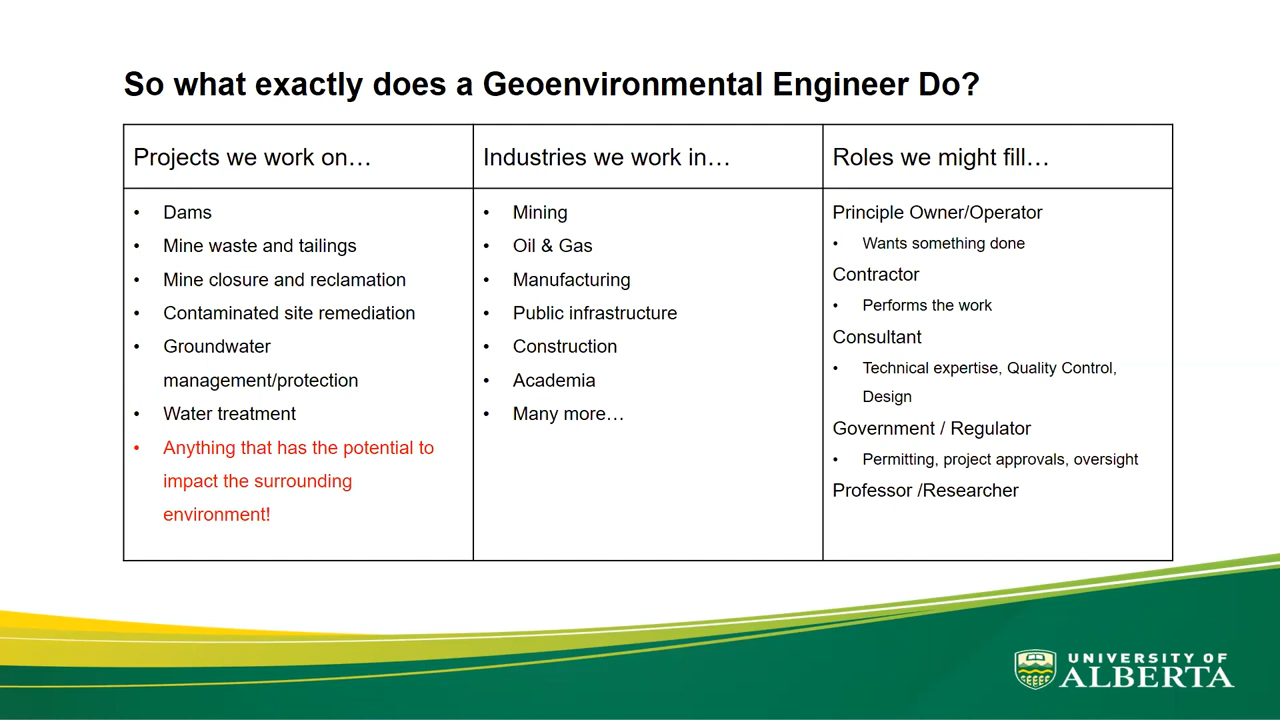 So what exactly does a Geoenvironmental Engineer Do?
Projects we work on…
• Dams
• Mine waste and tailings
• Mine closure and reclamation
• Contaminated site remediation
• Groundwater
management/protection
• Water treatment
• Anything that has the potential to
impact the surrounding
environment!
Industries we work in…
• Mining
• Oil & Gas
• Manufacturing
• Public infrastructure
• Construction
• Academia
• Many more…
Roles we might fill…
Principle Owner/Operator
• Wants something done
Contractor
• Performs the work
Consultant
• Technical expertise, Quality Control,
Design
Government / Regulator
• Permitting, project approvals, oversight
Professor /Researcher
UNIVERSITY OF
ALBERTA